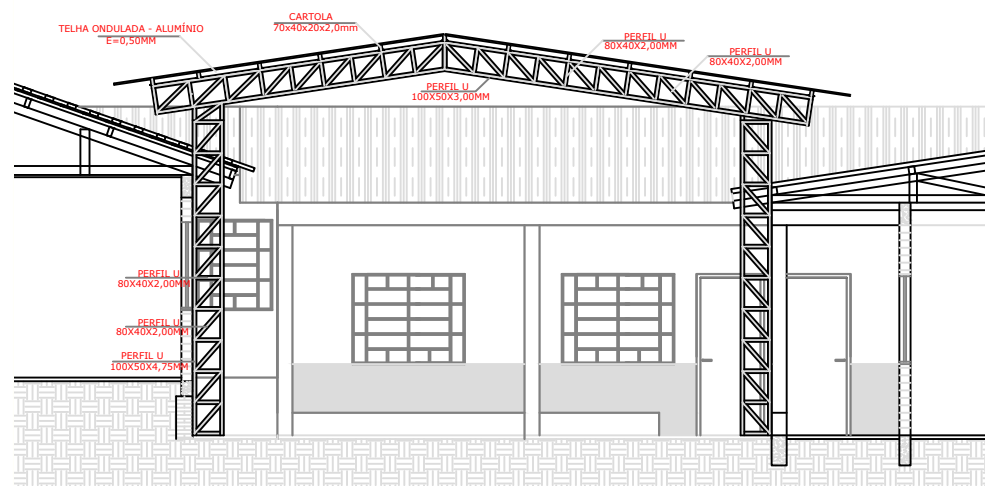 CARTOLA
70x40x20x2,0mm
TELHA ONDULADA - ALUMÍNIO
E=0,50MM
PERFIL U
80X40X2,00MM
PERFIL U
80X40X2,00MM
PERFIL U
100X50X3,00MM
PERFIL U
80X40X2,00MM
PERFIL U
80X40X2,00MM
PERFIL U
100X50X4,75MM